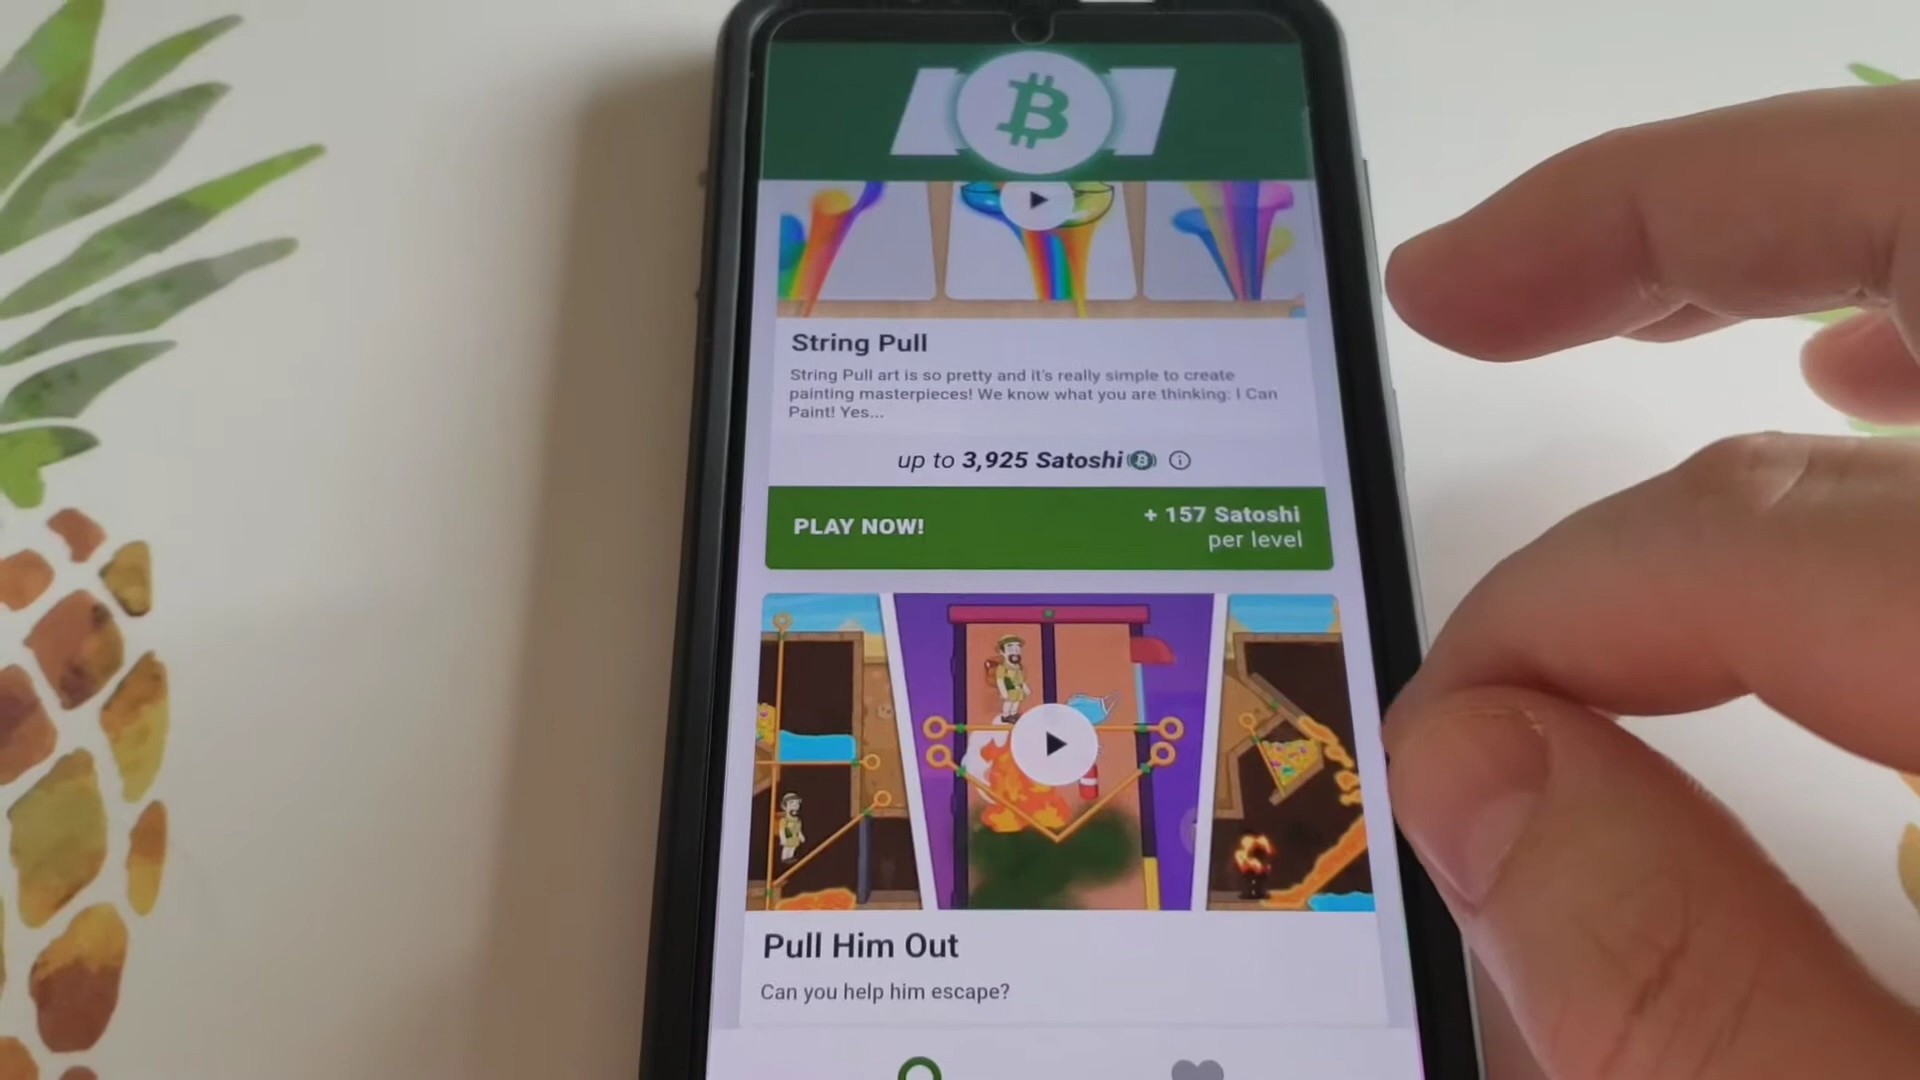 String Pull
String Pull art is so pretty and it's really simple to create
painting masterpieces! We know what you are thinking: I Can
Paint! Yes...
up to 3,925 Satoshi
PLAY NOW!
+ 157 Satoshi
per level
Pull Him Out
Can you help him escape?